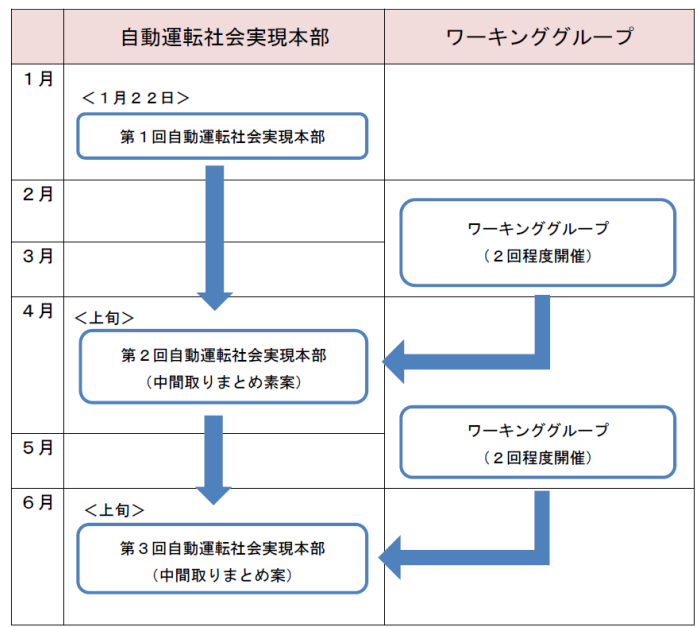 自動運転社会実現本部
ワーキンググループ
１月
＜１月２２日＞
第１回自動運転社会実現本部
２月
ワーキンググループ
（２回程度開催）
３月
４月
＜上旬＞
第２回自動運転社会実現本部
（中間取りまとめ素案）
ワーキンググループ
（２回程度開催）
５月
６月
＜上旬＞
第３回自動運転社会実現本部
（中間取りまとめ案）